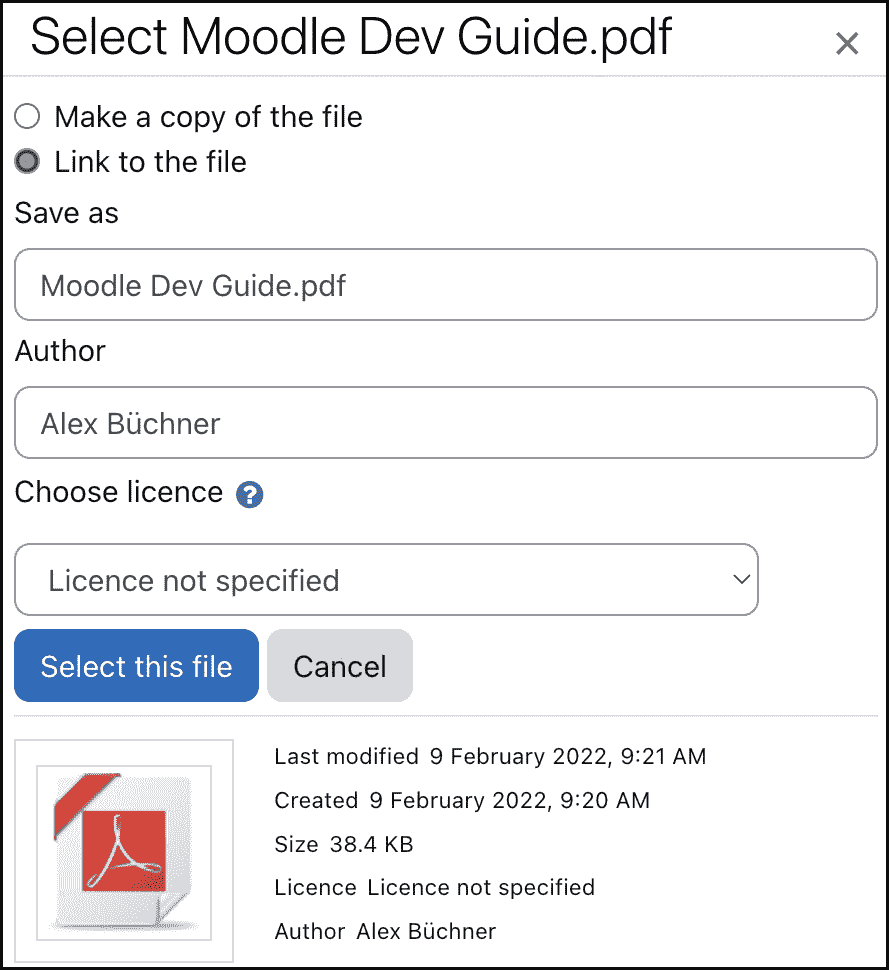 Select Moodle Dev Guide.pdf
Make a copy of the file
Link to the file
Save as
Moodle Dev Guide.pdf
Author
Alex Büchner
Choose licence ?
Licence not specified
Select this file Cancel
Last modified 9 February 2022, 9:21 AM
Created 9 February 2022, 9:20 AM
Size 38.4 KB
Licence Licence not specified
Author Alex Büchner